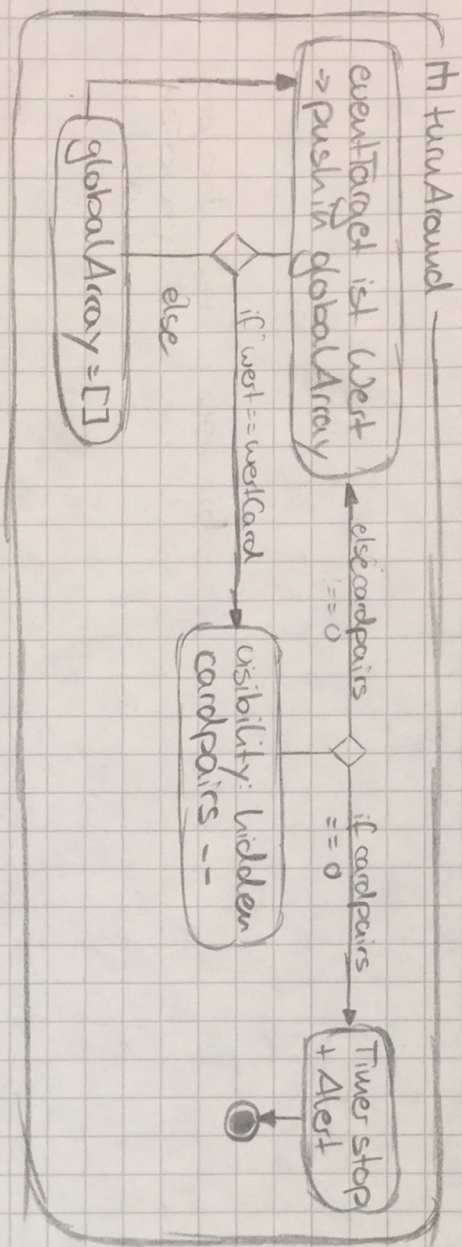 turnAround
eventTarget ist Wert
-> push in globalArray
if wert==wertCard
else
globalArray = []
visibility: hidden
cardpairs --
else cardpairs
!== 0
if cardpairs
== 0
Timer stop
+ Alert